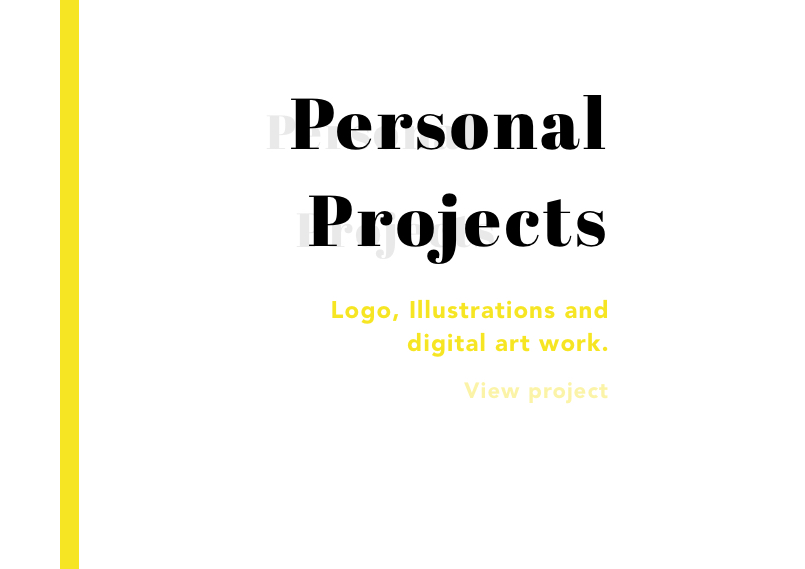 Personal
Projects
Logo, Illustrations and
digital art work.
View project